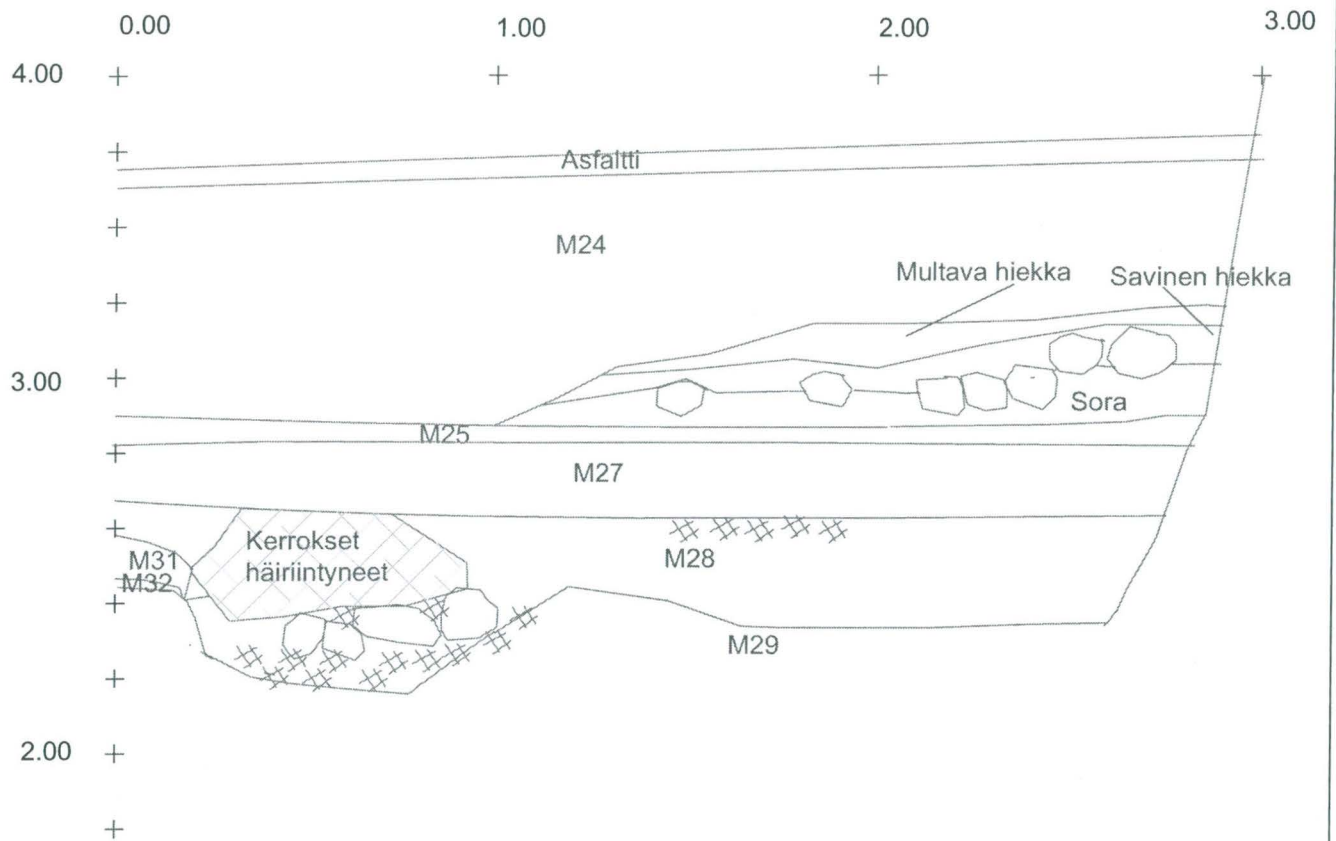 0.00 1.00 2.00 3.00
4.00
Asfaltti
M24
Multava hiekka
Savinen hiekka
3.00
Sora
M25
M27
Kerrokset
häiriintyneet
M31
M28
M32
M29
2.00